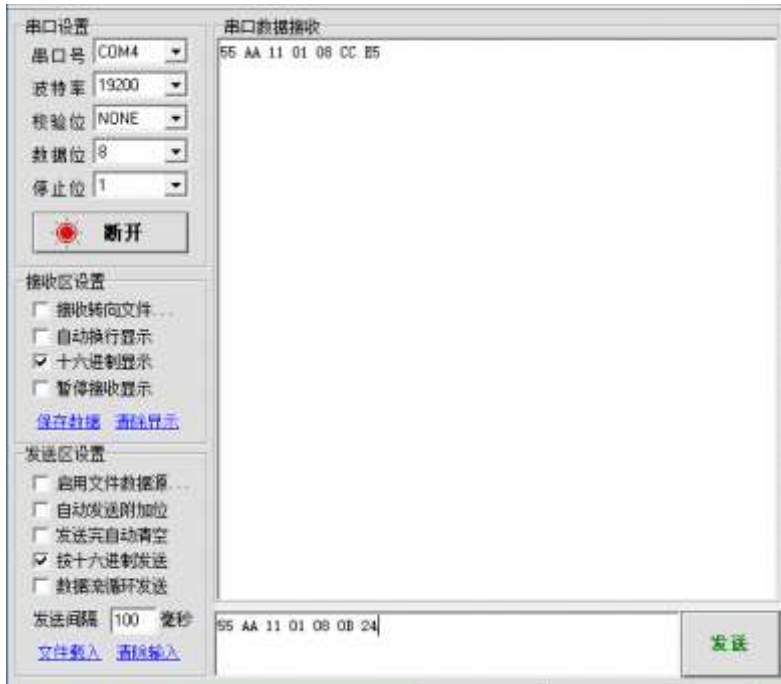 串口设置
串口号 COM4
波特率 19200
校验位 NONE
数据位 8
停止位 1
断开
接收区设置
接收转向文件...
自动换行显示
十六进制显示
暂停接收显示
保存数据 清除显示
发送区设置
启用文件数据源...
自动发送附加位
发送完自动清空
按十六进制发送
数据流循环发送
发送间隔 100 毫秒
文件载入 清除输入
串口数据接收
55 AA 11 01 08 CC E5
55 AA 11 01 08 0B 24
发送